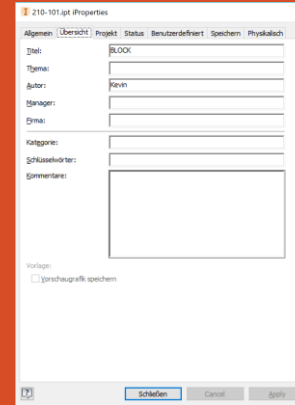 210-101.ipt iProperties
Allgemein Übersicht Projekt Status Benutzerdefiniert Speichern Physikalisch
Titel: BLOCK
Thema:
Autor: Kevin
Manager:
Firma:
Kategorie:
Schlüsselwörter:
Kommentare:
Vorlage:
Vorschaugrafik speichern
Schließen Cancel Apply